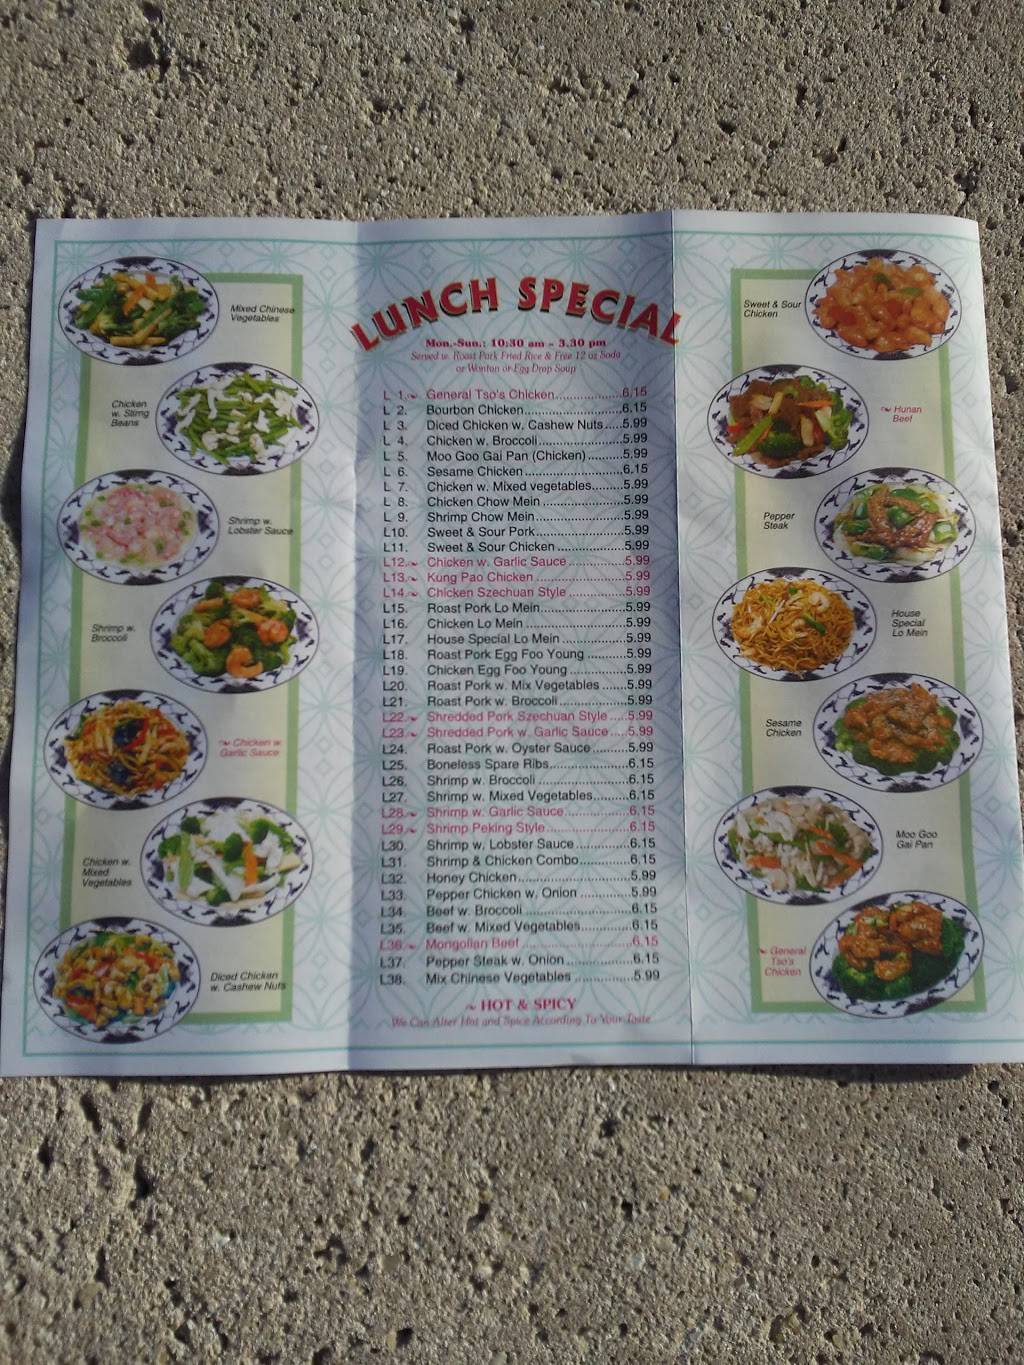 LUNCH SPECIAL
Mon.-Sun.: 10:30 am - 3.30 pm
Served w. Roast Pork Fried Rice & Free 12 oz Soda
or Wonton or Egg Drop Soup
L 1. General Tso's Chicken 6.15
L 2. Bourbon Chicken 6.15
L 3. Diced Chicken w. Cashew Nuts 5.99
L 4. Chicken w. Broccoli 5.99
L 5. Moo Goo Gai Pan (Chicken) 5.99
L 6. Sesame Chicken 6.15
L 7. Chicken w. Mixed vegetables 5.99
L 8. Chicken Chow Mein 5.99
L 9. Shrimp Chow Mein 5.99
L10. Sweet & Sour Pork 5.99
L11. Sweet & Sour Chicken 5.99
L12. Chicken w. Garlic Sauce 5.99
L13. Kung Pao Chicken 5.99
L14. Chicken Szechuan Style 5.99
L15. Roast Pork Lo Mein 5.99
L16. Chicken Lo Mein 5.99
L17. House Special Lo Mein 5.99
L18. Roast Pork Egg Foo Young 5.99
L19. Chicken Egg Foo Young 5.99
L20. Roast Pork w. Mix Vegetables 5.99
L21. Roast Pork w. Broccoli 5.99
L22. Shredded Pork Szechuan Style 5.99
L23. Shredded Pork w. Garlic Sauce 5.99
L24. Roast Pork w. Oyster Sauce 5.99
L25. Boneless Spare Ribs 6.15
L26. Shrimp w. Broccoli 6.15
L27. Shrimp w. Mixed Vegetables 6.15
L28. Shrimp w. Garlic Sauce 6.15
L29. Shrimp Peking Style 6.15
L30. Shrimp w. Lobster Sauce 6.15
L31. Shrimp & Chicken Combo 6.15
L32. Honey Chicken 5.99
L33. Pepper Chicken w. Onion 5.99
L34. Beef w. Broccoli 6.15
L35. Beef w. Mixed Vegetables 6.15
L36. Mongolian Beef 6.15
L37. Pepper Steak w. Onion 6.15
L38. Mix Chinese Vegetables 5.99
HOT & SPICY
We Can Alter Hot and Spice According To Your Taste
Mixed Chinese
Vegetables
Chicken
w. Stirng
Beans
Shrimp w.
Lobster Sauce
Shrimp w.
Broccoli
Chicken w.
Garlic Sauce
Chicken w.
Mixed
Vegetables
Diced Chicken
w. Cashew Nuts
Sweet & Sour
Chicken
Hunan
Beef
Pepper
Steak
House
Special
Lo Mein
Sesame
Chicken
Moo Goo
Gai Pan
General
Tso's
Chicken